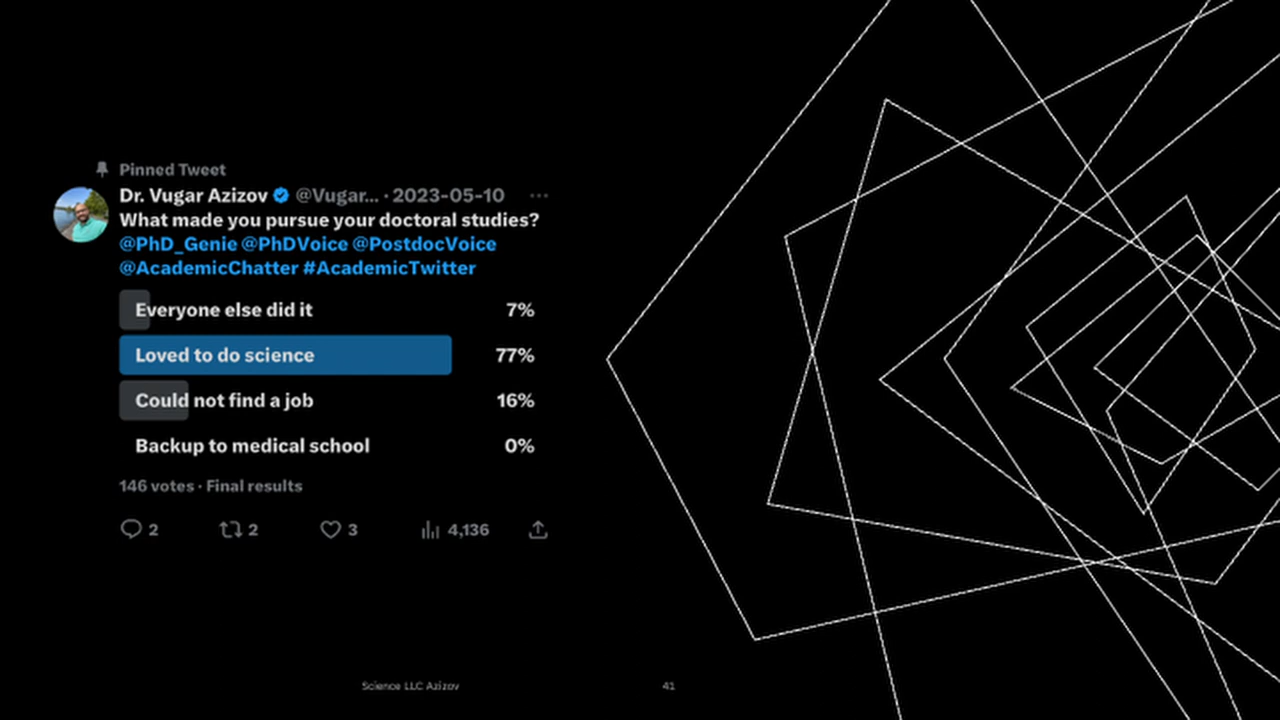 Pinned Tweet
Dr. Vugar Azizov @Vugar... · 2023-05-10 ...
What made you pursue your doctoral studies?
@PhD_Genie @PhDVoice @PostdocVoice
@AcademicChatter #AcademicTwitter
Everyone else did it 7%
Loved to do science 77%
Could not find a job 16%
Backup to medical school 0%
146 votes · Final results
2 2 3 4,136
Science LLC Azizov 41